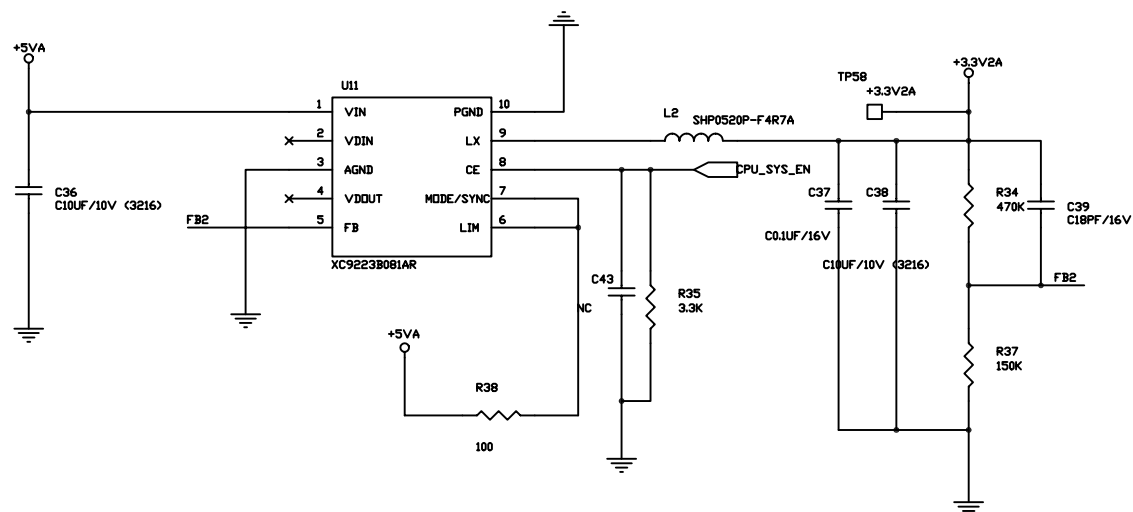 +5VA
U11
1 VIN
2 VDIN
3 AGND
4 VDOUT
5 FB
PGND 10
LX 9
CE 8
MODE/SYNC 7
LIM 6
XC9223B081AR
C36
C10UF/10V (3216)
FB2
L2
SHP0520P-F4R7A
CPU_SYS_EN
C43
NC
R35
3.3K
+5VA
R38
100
TP58
+3.3V2A
+3.3V2A
C37
C0.1UF/16V
C38
C10UF/10V (3216)
R34
470K
C39
C18PF/16V
FB2
R37
150K